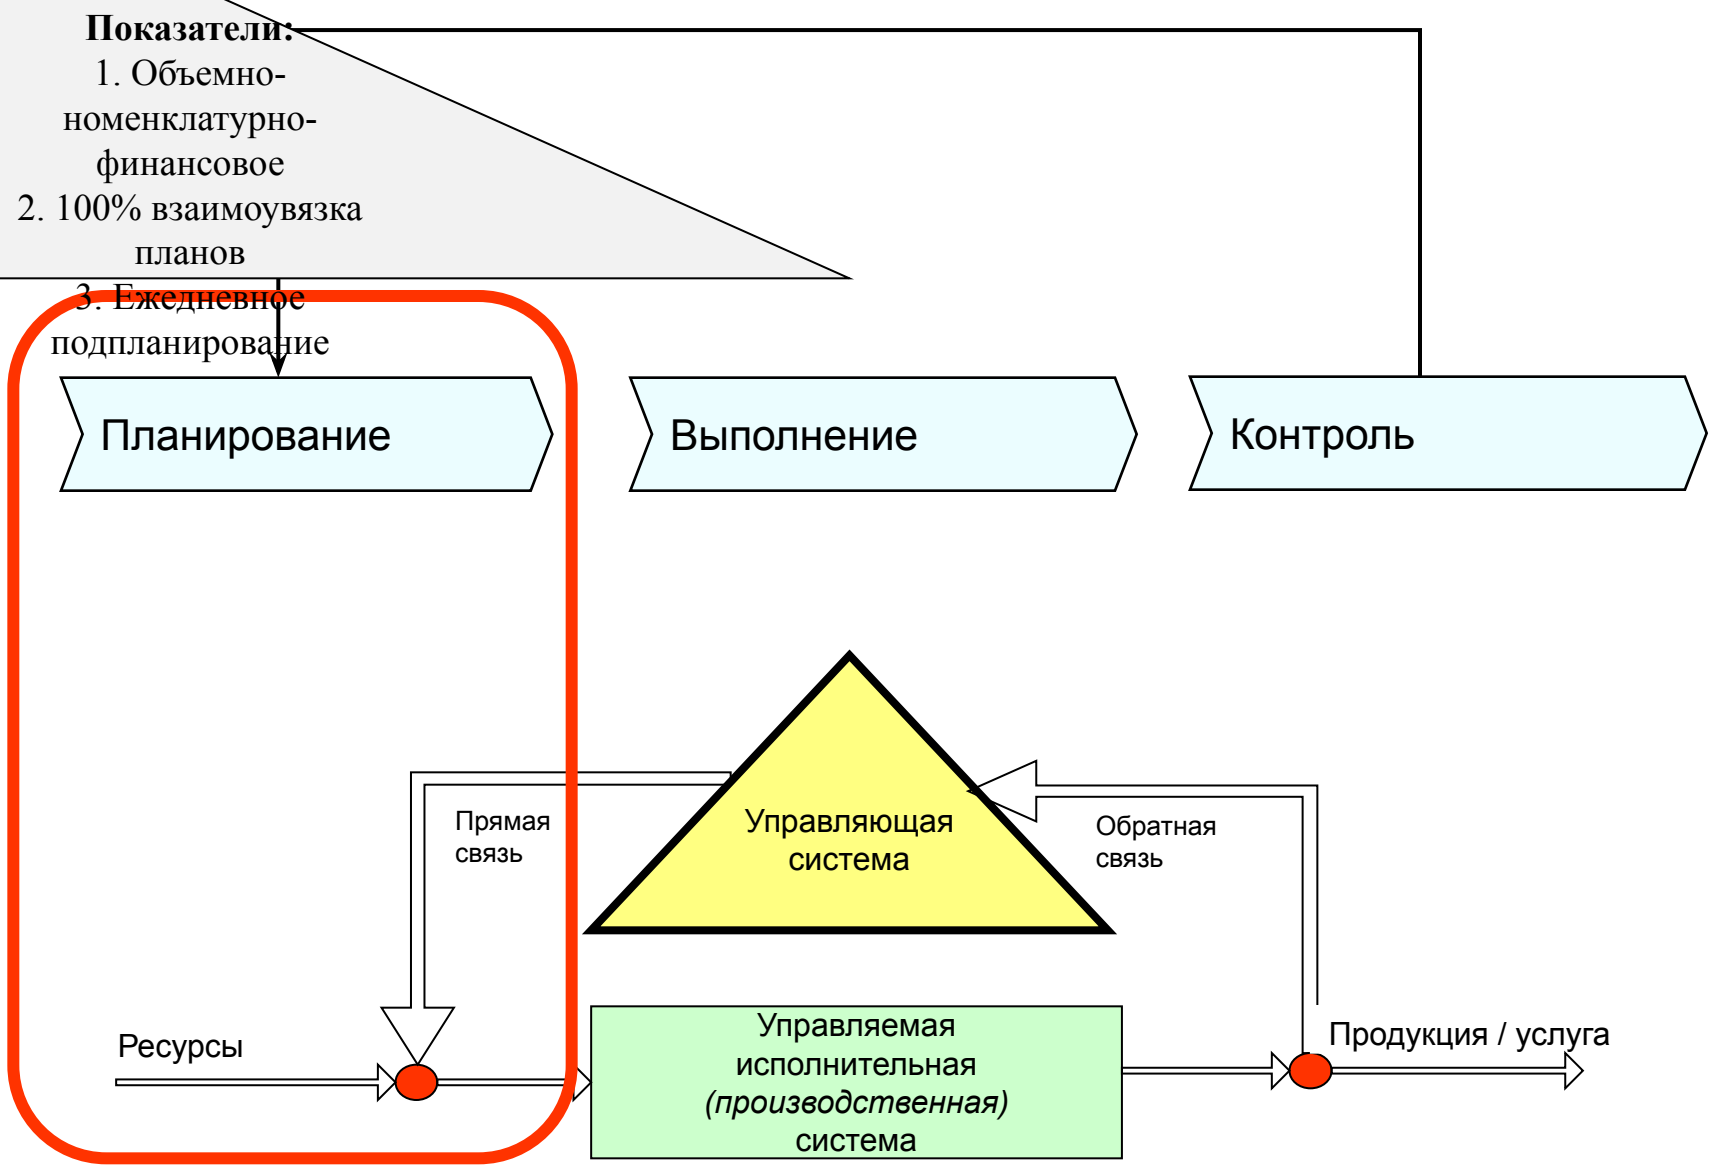 Показатели:
1. Объемно-
номенклатурно-
финансовое
2. 100% взаимоувязка
планов
3. Ежедневное
подпланирование
Планирование
Выполнение
Контроль
Прямая
связь
Управляющая
система
Обратная
связь
Ресурсы
Управляемая
исполнительная
(производственная)
система
Продукция / услуга